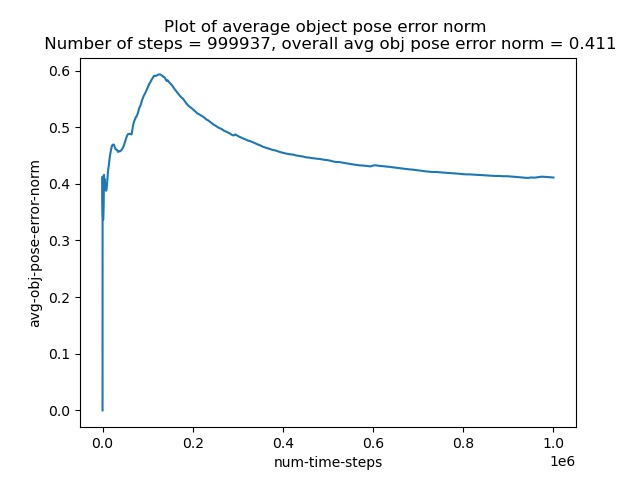 Plot of average object pose error norm
Number of steps = 999937, overall avg obj pose error norm = 0.411
0.6
0.5
0.4
0.3
0.2
0.1
0.0
avg-obj-pose-error-norm
0.0 0.2 0.4 0.6 0.8 1.0
1e6
num-time-steps